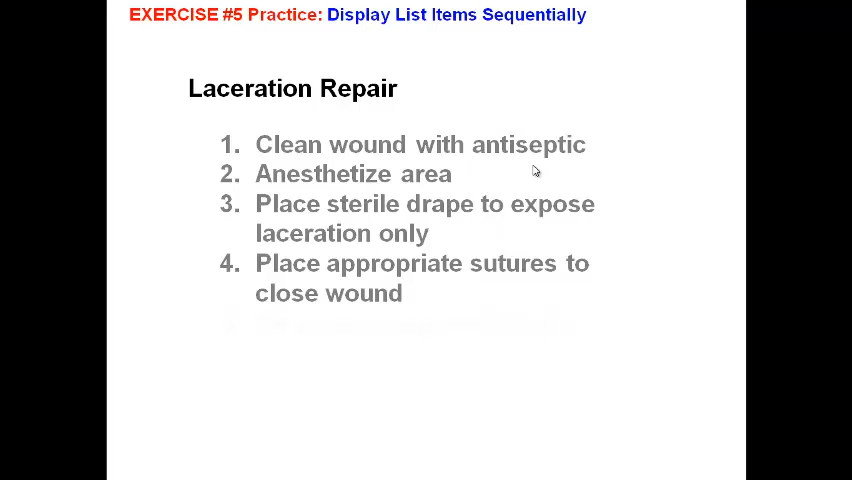 EXERCISE #5 Practice: Display List Items Sequentially
Laceration Repair
1. Clean wound with antiseptic
2. Anesthetize area
3. Place sterile drape to expose
laceration only
4. Place appropriate sutures to
close wound